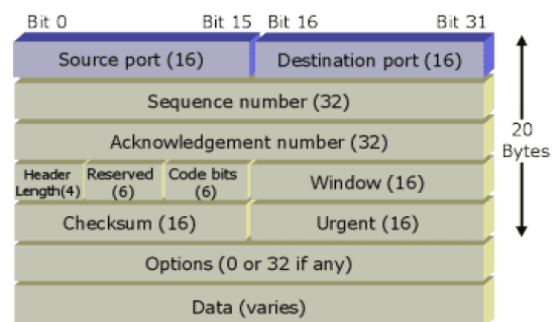 Bit 0 Bit 15 Bit 16 Bit 31
Source port (16) Destination port (16)
Sequence number (32)
Acknowledgement number (32)
20
Bytes
Header
Length(4)
Reserved
(6)
Code bits
(6)
Window (16)
Checksum (16) Urgent (16)
Options (0 or 32 if any)
Data (varies)